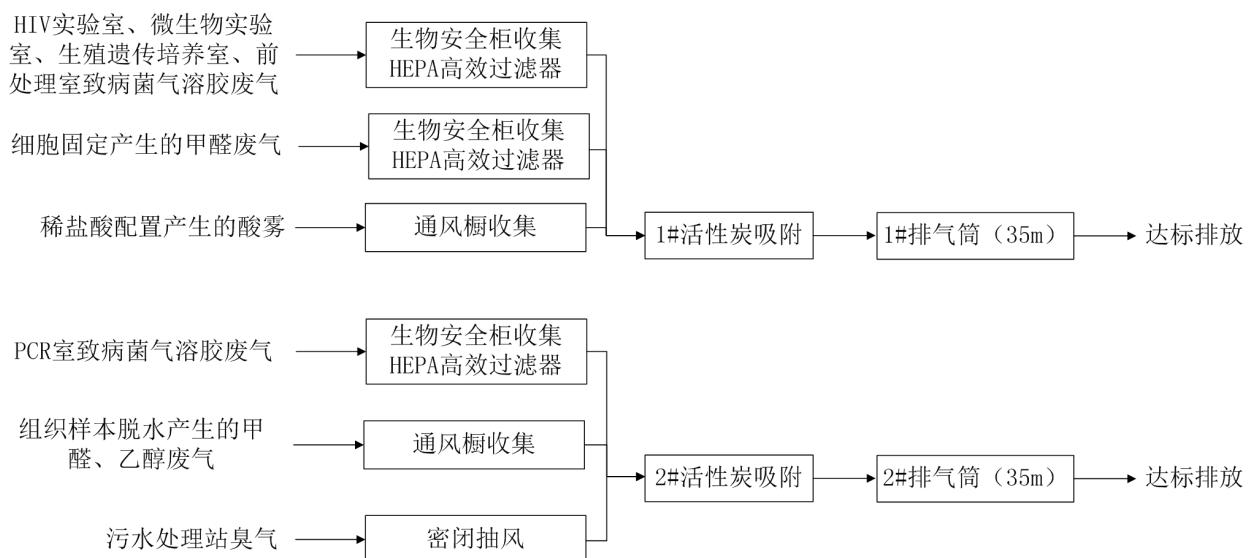 HIV实验室、微生物实验
室、生殖遗传培养室、前
处理室致病菌气溶胶废气
生物安全柜收集
HEPA高效过滤器
细胞固定产生的甲醛废气
生物安全柜收集
HEPA高效过滤器
稀盐酸配置产生的酸雾
通风橱收集
1#活性炭吸附
1#排气筒（35m）
达标排放
PCR室致病菌气溶胶废气
生物安全柜收集
HEPA高效过滤器
组织样本脱水产生的甲
醛、乙醇废气
通风橱收集
2#活性炭吸附
2#排气筒（35m）
达标排放
污水处理站臭气
密闭抽风